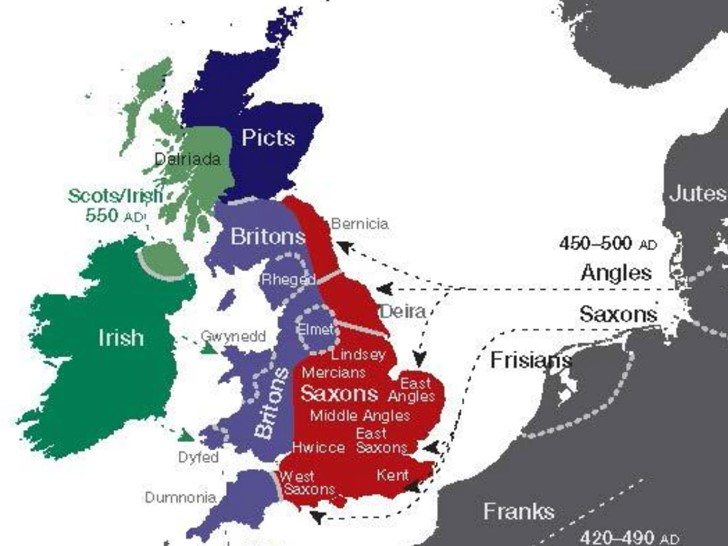 Picts
Dalriada
Jutes
Scots/Irish
550 AD
Bernicia
Britons
450–500 AD
Angles
Rheged
Deira
Saxons
Elmet
Irish
Gwynedd
Lindsey
Frisians
Mercians
East
Angles
Saxons
Britons
Middle Angles
East
Saxons
Hwicce
Dyfed
Kent
West
Saxons
Dumnonia
Franks
420–490 AD